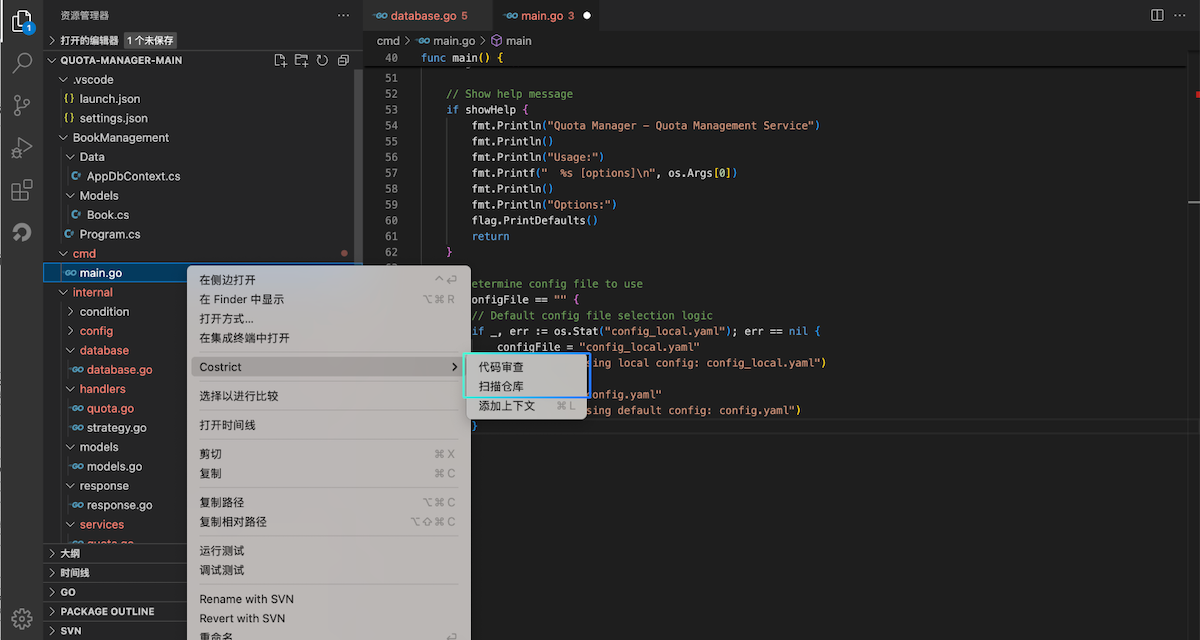 资源管理器
打开的编辑器 1 个未保存
QUOTA-MANAGER-MAIN
.vscode
{} launch.json
{} settings.json
BookManagement
Data
C# AppDbContext.cs
Models
C# Book.cs
C# Program.cs
cmd
GO main.go
internal
condition
config
database
GO database.go
handlers
GO quota.go
GO strategy.go
models
GO models.go
response
GO response.go
services
GO quota.go
大纲
时间线
GO
PACKAGE OUTLINE
SVN
1
GO database.go 5
GO main.go 3
cmd > GO main.go > main
40 func main() {
51
52 // Show help message
53 if showHelp {
54 fmt.Println("Quota Manager - Quota Management Service")
55 fmt.Println()
56 fmt.Println("Usage:")
57 fmt.Printf("  %s [options]\n", os.Args[0])
58 fmt.Println()
59 fmt.Println("Options:")
60 flag.PrintDefaults()
61 return
62 }
etermine config file to use
onfigFile == "" {
// Default config file selection logic
if _, err := os.Stat("config_local.yaml"); err == nil {
configFile = "config_local.yaml"
sing local config: config_local.yaml")
onfig.yaml"
sing default config: config.yaml")
}
在侧边打开 ^↩
在 Finder 中显示 ⌥⌘R
打开方式...
在集成终端中打开
Costrict >
选择以进行比较
打开时间线
剪切 ⌘X
复制 ⌘C
复制路径 ⌥⌘C
复制相对路径 ⌥⇧⌘C
运行测试
调试测试
Rename with SVN
Revert with SVN
重命名 ↩
代码审查
扫描仓库
添加上下文 ⌘L